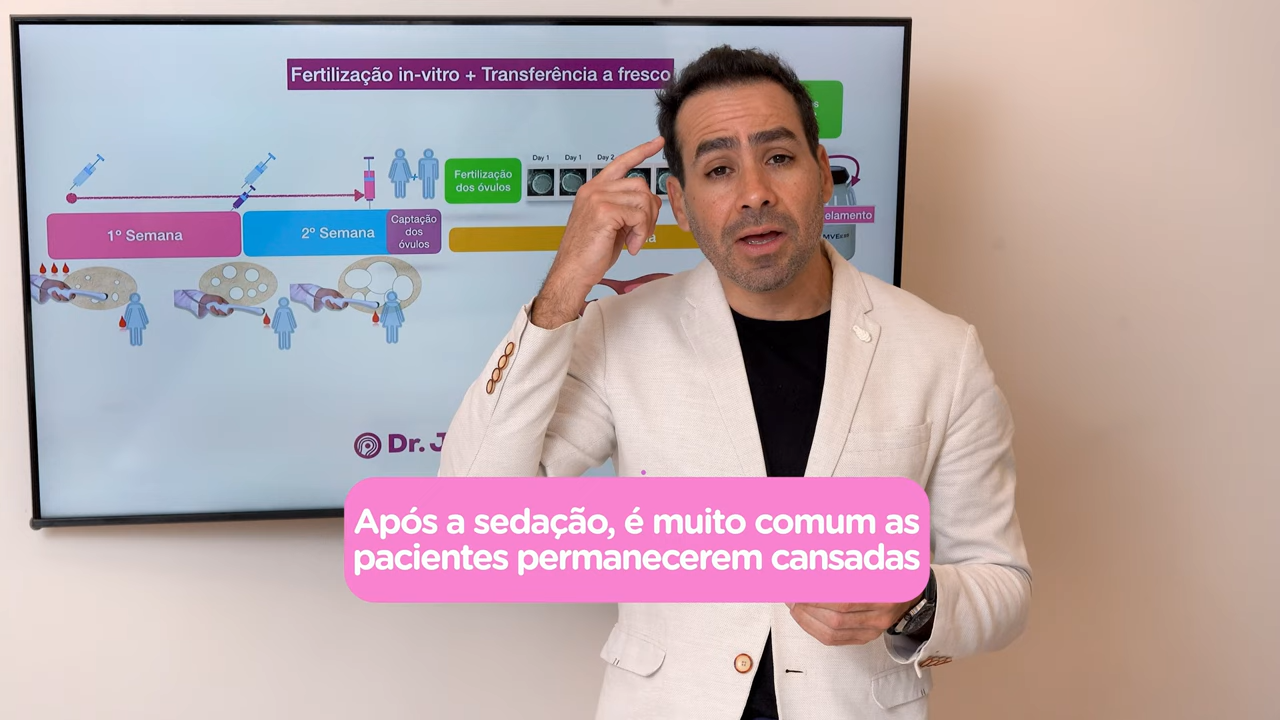 Fertilização in-vitro + Transferência a fresco
Day 1 Day 1 Day 2
Fertilização
dos óvulos
1º Semana
2º Semana
Captação
dos
óvulos
elamento
MVE
Dr. J
Após a sedação, é muito comum as
pacientes permanecerem cansadas